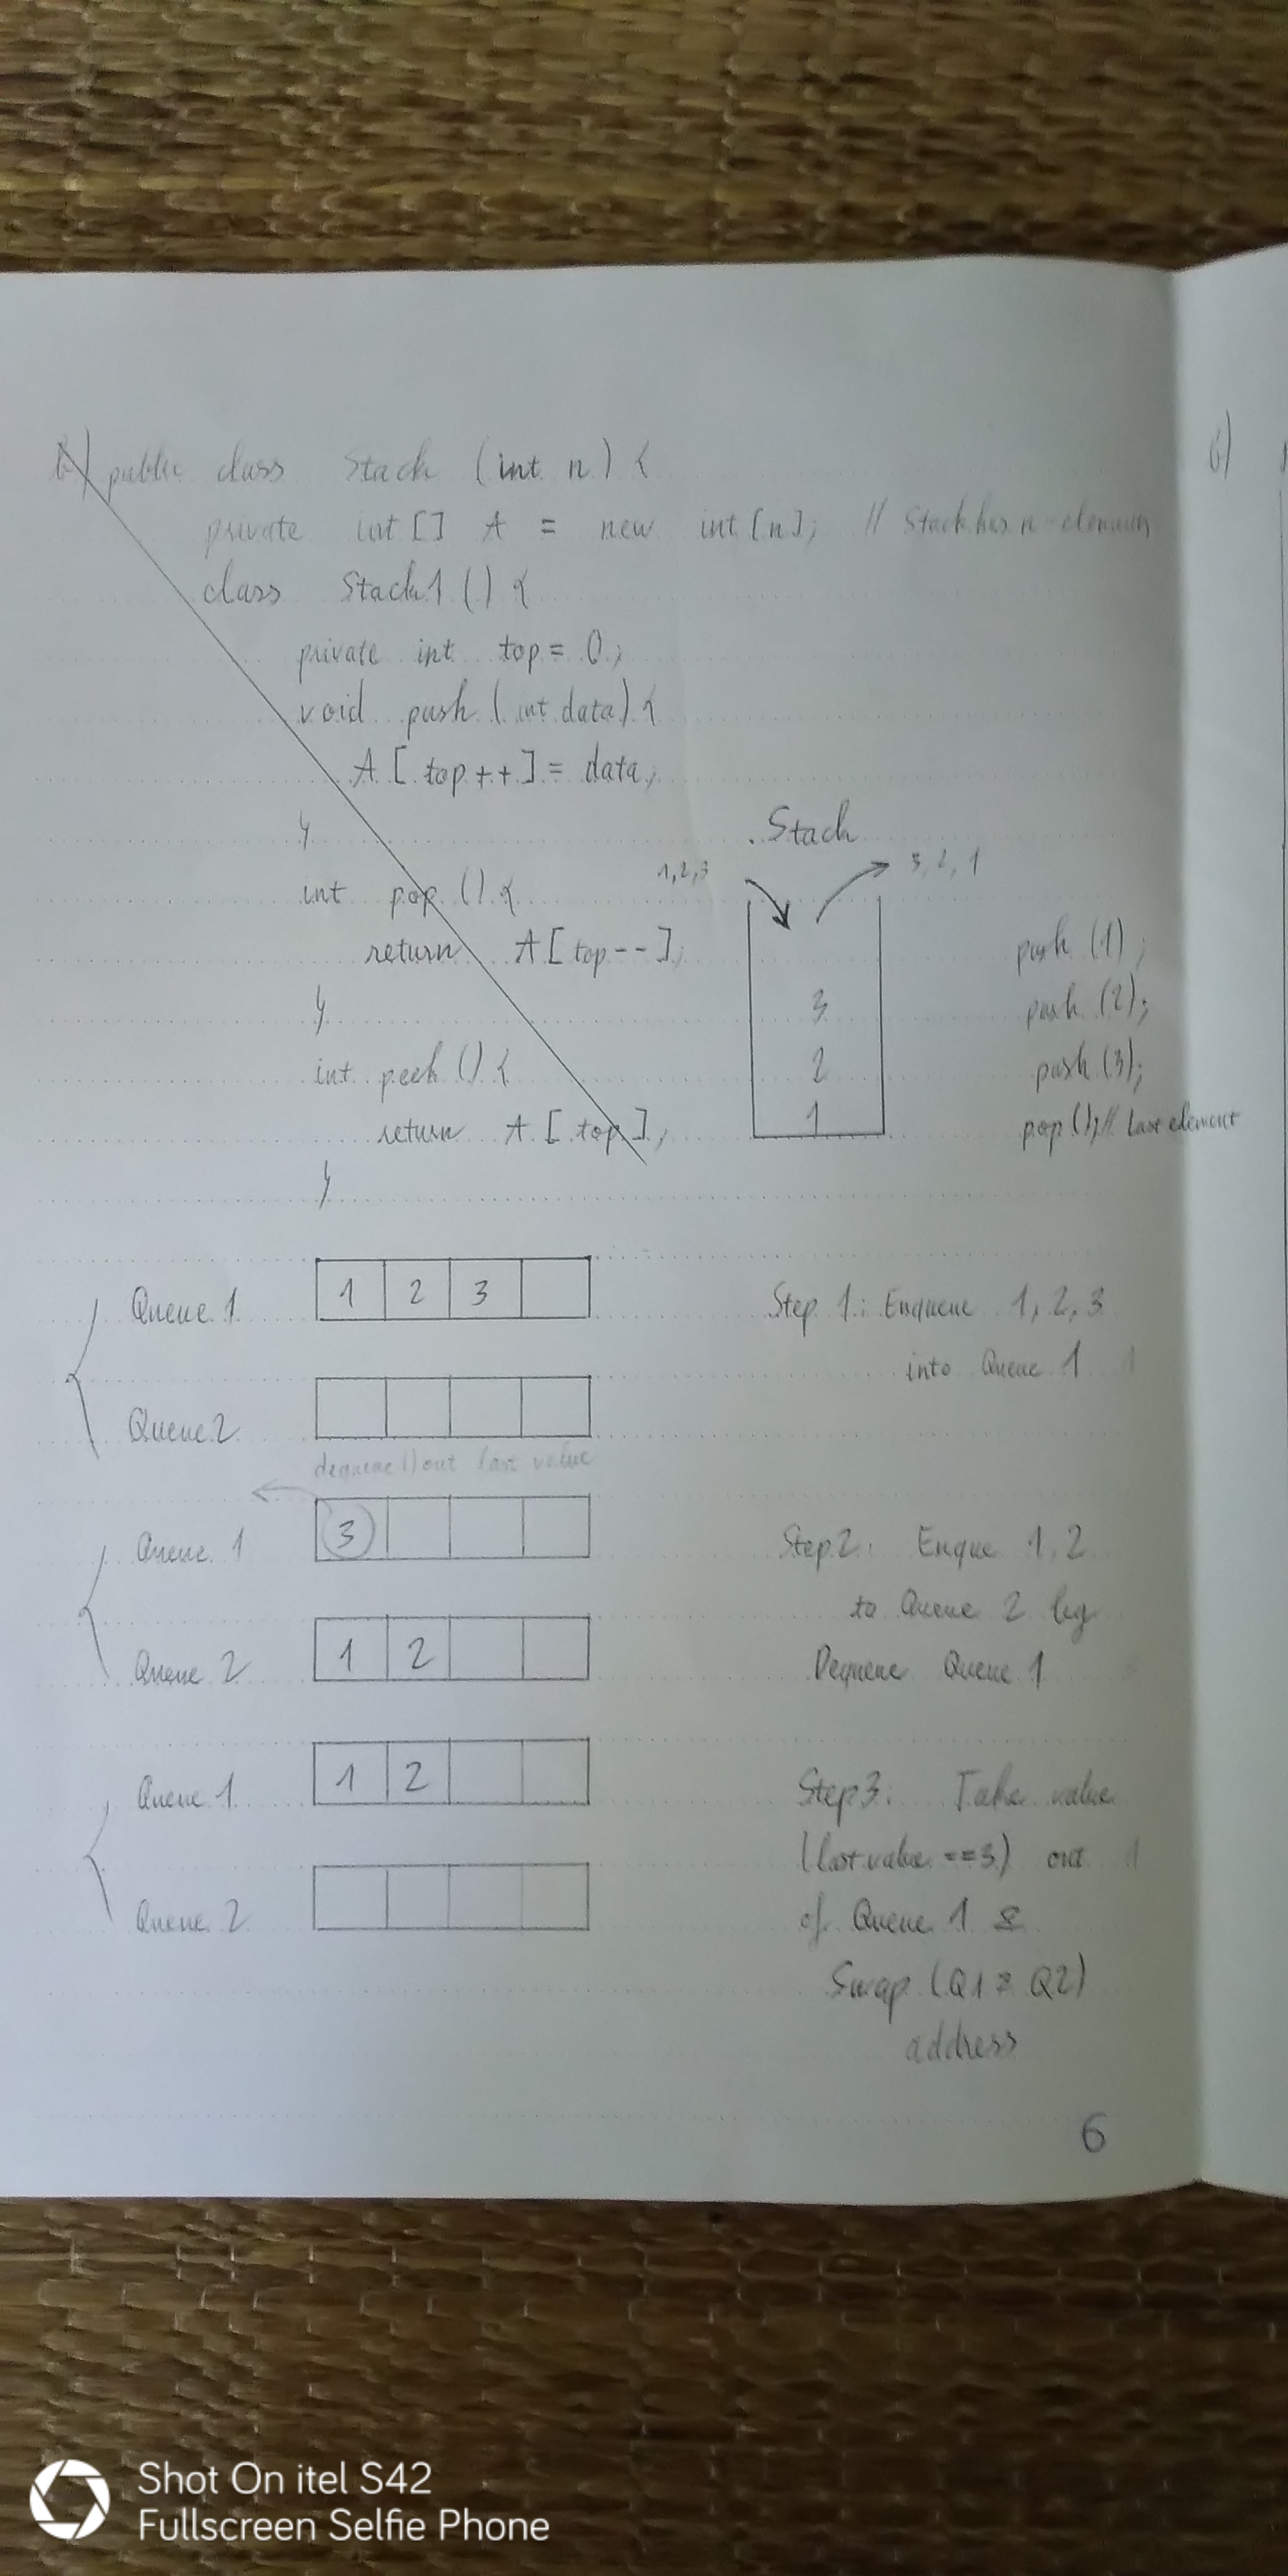 b) public class Stack (int n) {
private int [] A = new int [n]; // Stack has n-element
class Stack1 () {
private int top = 0;
void push (int data) {
A [top++] = data;
}
int pop () {
return A [top--];
}
int peek () {
return A [top];
}
Stack
1,2,3
3, 2, 1
3
2
1
push (1);
push (2);
push (3);
pop (); // Last element
Queue 1
1 2 3
Queue 2
Step 1: Enqueue 1, 2, 3
into Queue 1
dequeue() out last value
Queue 1
3
Queue 2
1 2
Step 2: Enque 1, 2
to Queue 2 by
Dequeue Queue 1
Queue 1
1 2
Queue 2
Step 3: Take value
(last value == 3) out
of Queue 1 &
Swap (Q1 & Q2)
address
6
6)
Shot On itel S42
Fullscreen Selfie Phone